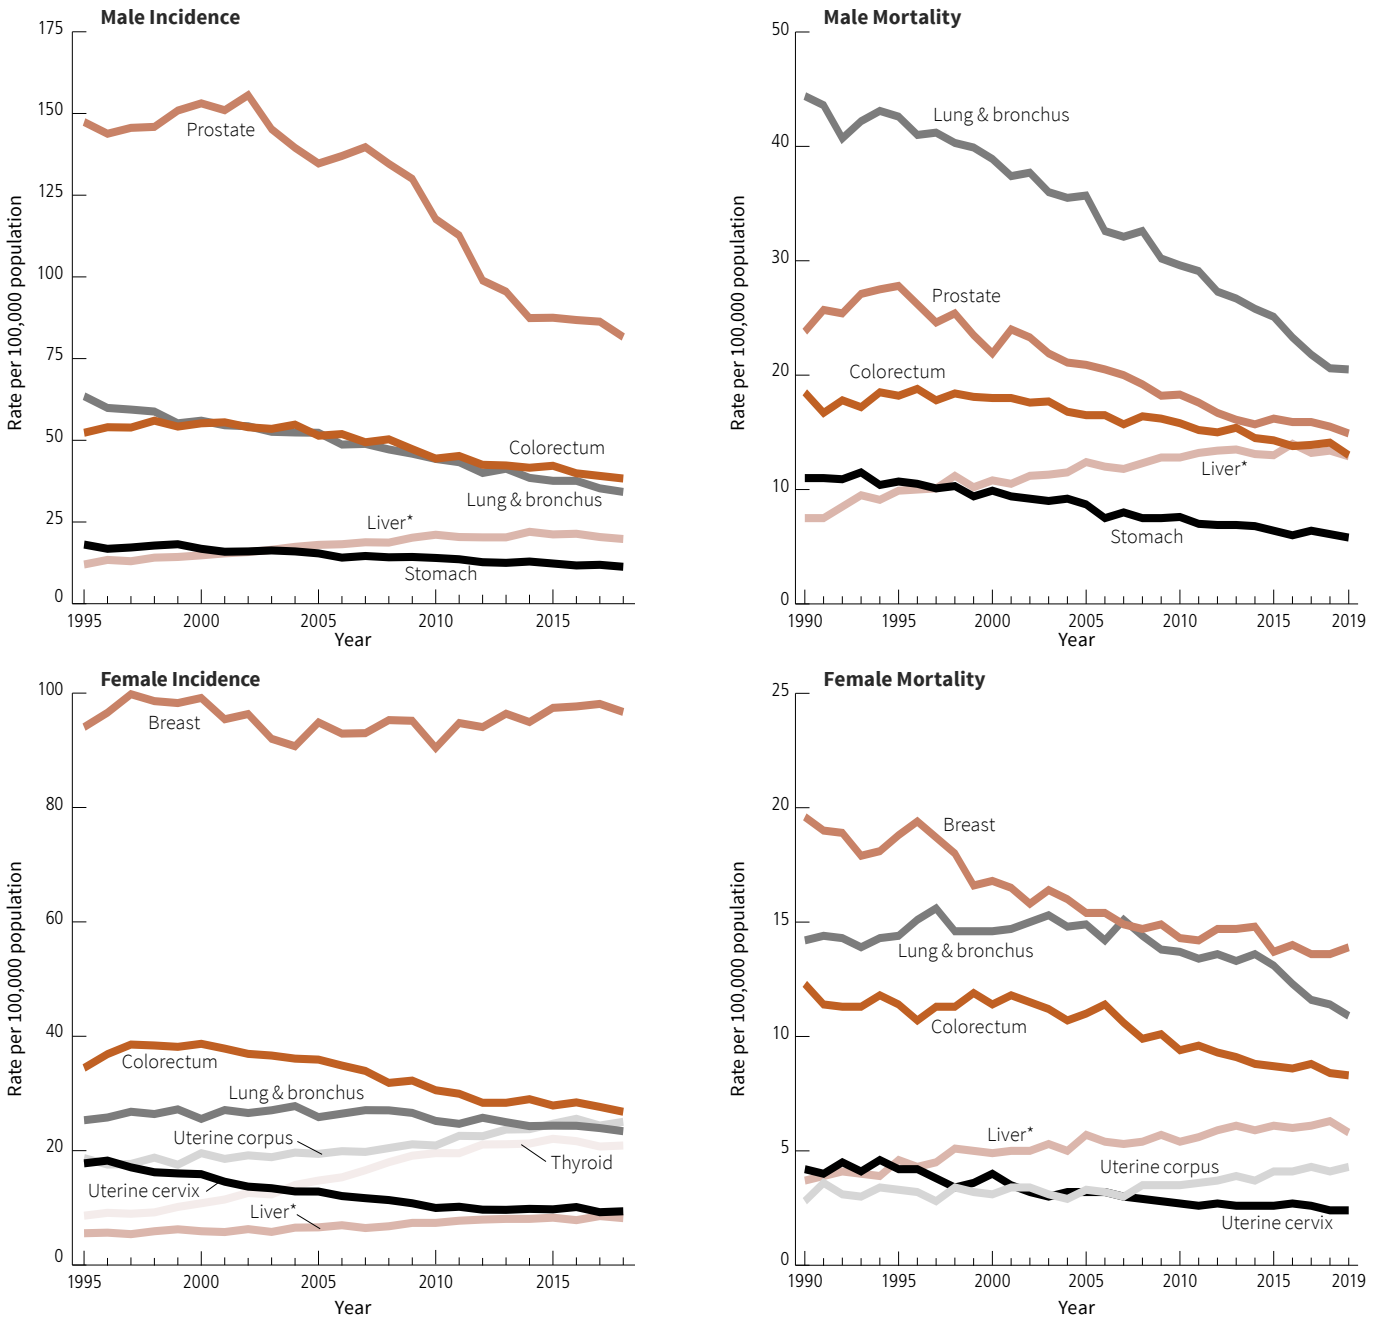 Male Incidence
175
150
125
100
75
50
25
0
Rate per 100,000 population
Prostate
Colorectum
Lung & bronchus
Liver*
Stomach
1995 2000 2005 2010 2015
Year
Male Mortality
50
40
30
20
10
0
Rate per 100,000 population
Lung & bronchus
Prostate
Colorectum
Liver*
Stomach
1990 1995 2000 2005 2010 2015 2019
Year
Female Incidence
100
80
60
40
20
0
Rate per 100,000 population
Breast
Colorectum
Lung & bronchus
Uterine corpus
Thyroid
Uterine cervix
Liver*
1995 2000 2005 2010 2015
Year
Female Mortality
25
20
15
10
5
0
Rate per 100,000 population
Breast
Lung & bronchus
Colorectum
Liver*
Uterine corpus
Uterine cervix
1990 1995 2000 2005 2010 2015 2019
Year